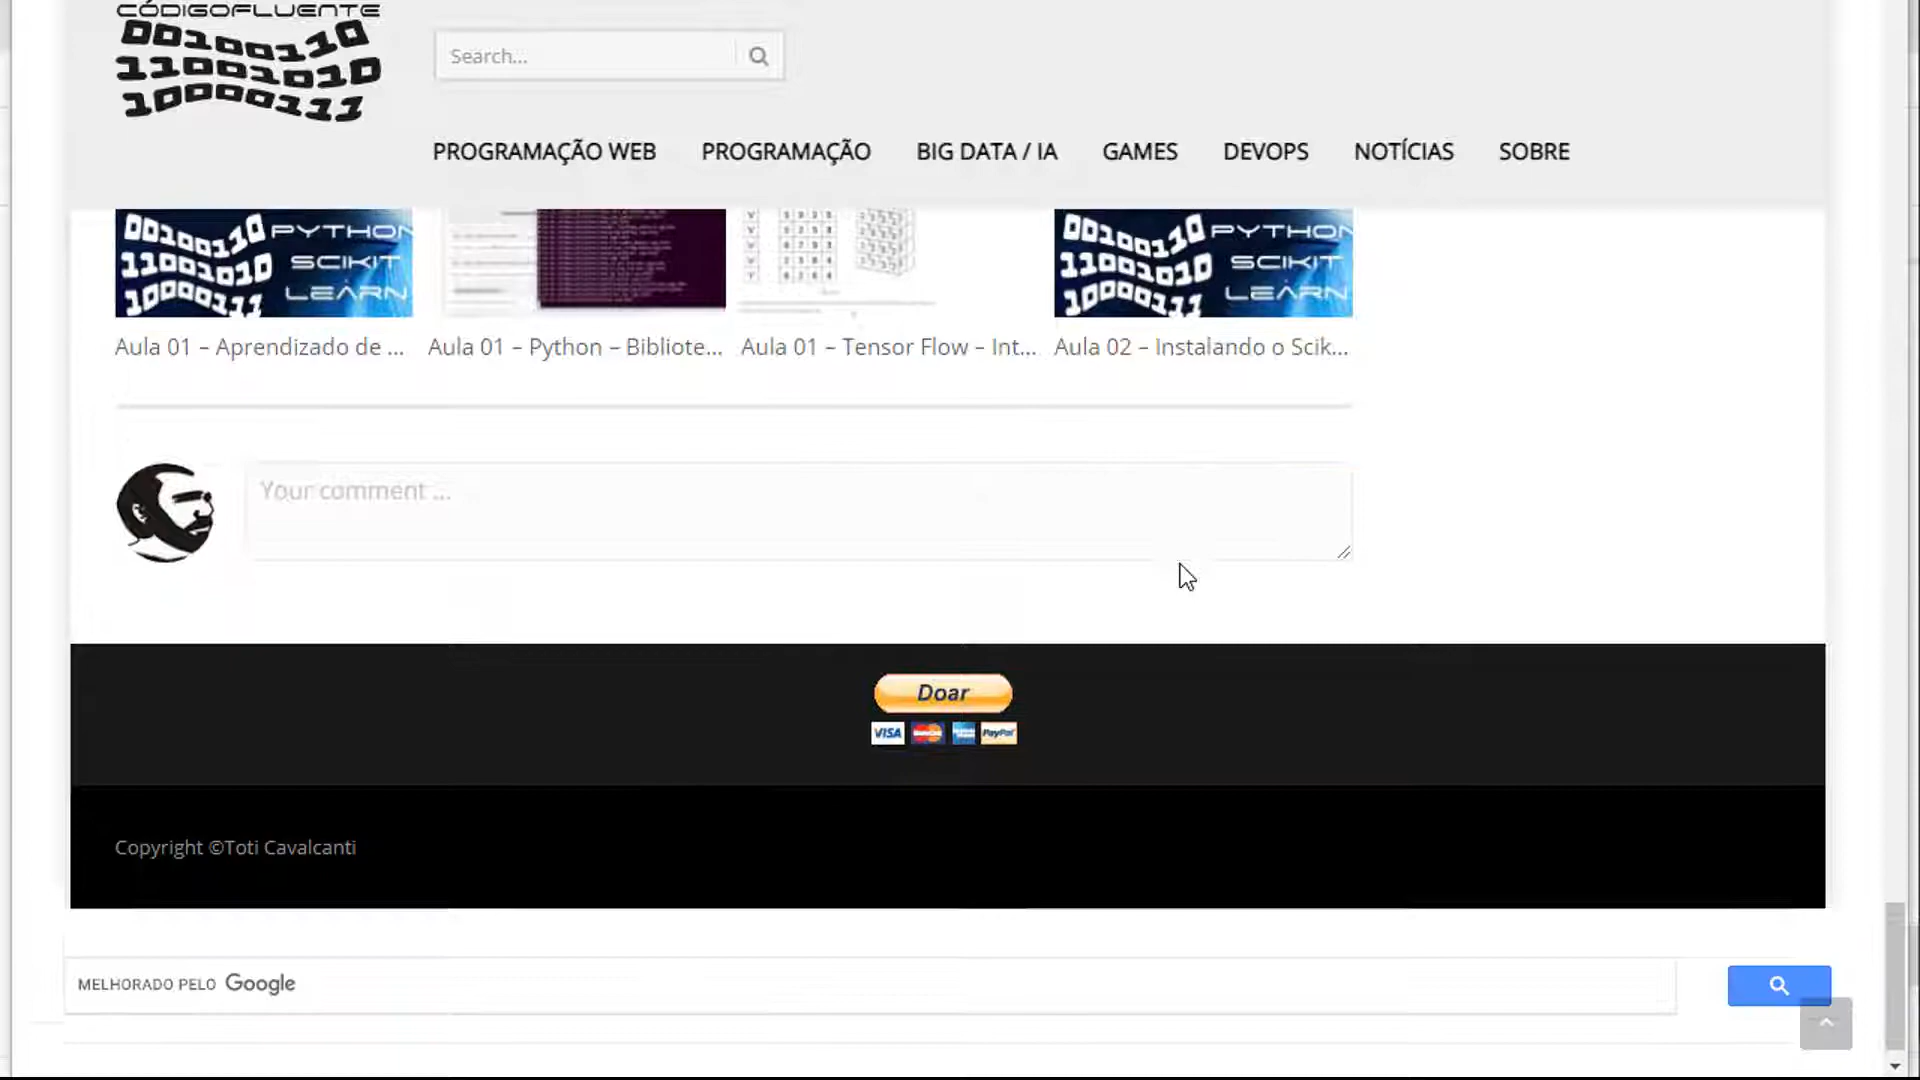 CÓDIGOFLUENTE
00100110
11001010
10000111
Search...
PROGRAMAÇÃO WEB PROGRAMAÇÃO BIG DATA / IA GAMES DEVOPS NOTÍCIAS SOBRE
00100110 PYTHON
11001010 SCIKIT
10000111 LEARN
00100110 PYTHON
11001010 SCIKIT
10000111 LEARN
Aula 01 – Aprendizado de ...
Aula 01 – Python – Bibliote...
Aula 01 – Tensor Flow – Int...
Aula 02 – Instalando o Scik...
Your comment ...
Doar
VISA MasterCard PayPal
Copyright ©Toti Cavalcanti
MELHORADO PELO Google